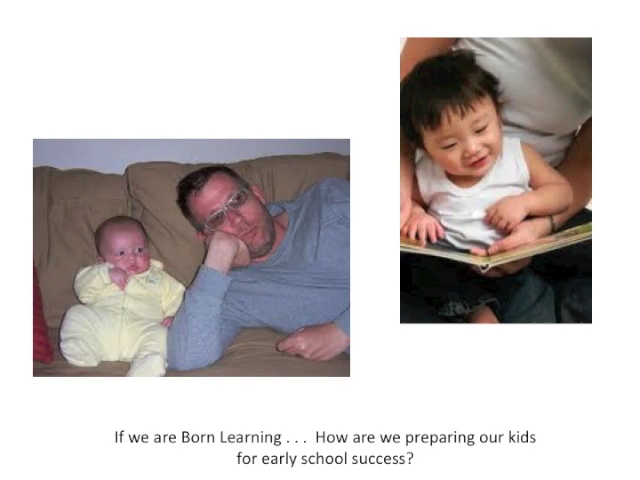 If we are Born Learning . . .  How are we preparing our kids
for early school success?